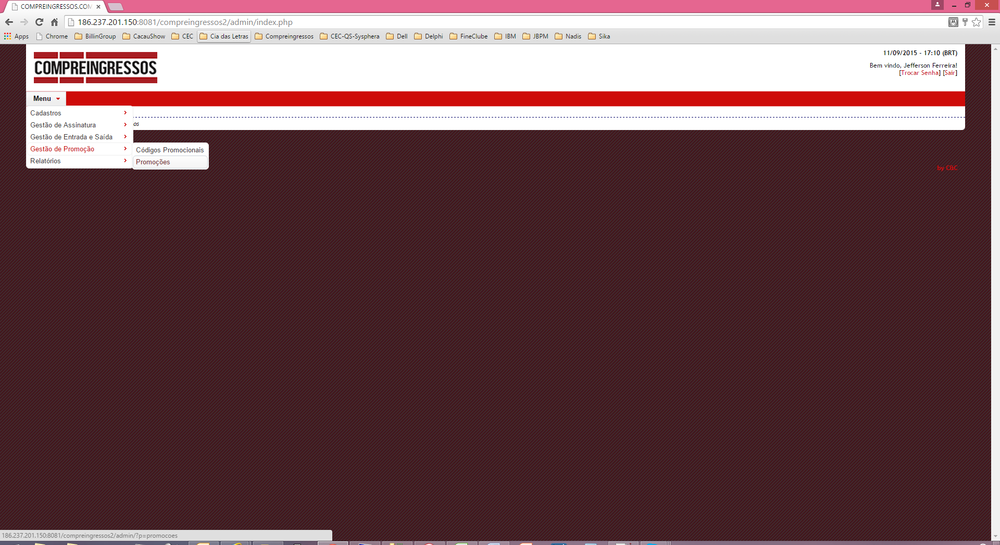 COMPREINGRESSOS.COM
186.237.201.150:8081/compreingressos2/admin/index.php
Apps Chrome BillinGroup CacauShow CEC Cia das Letras Compreingressos CEC-QS-Sysphera Dell Delphi FineClube IBM JBPM Nadis Sika
COMPREINGRESSOS
11/09/2015 - 17:10 (BRT)
Bem vindo, Jefferson Ferreira!
[Trocar Senha] [Sair]
Menu
Cadastros
Gestão de Assinatura
os
Gestão de Entrada e Saída
Gestão de Promoção
Códigos Promocionais
Relatórios
Promoções
by CBC
186.237.201.150:8081/compreingressos2/admin/?p=promocoes